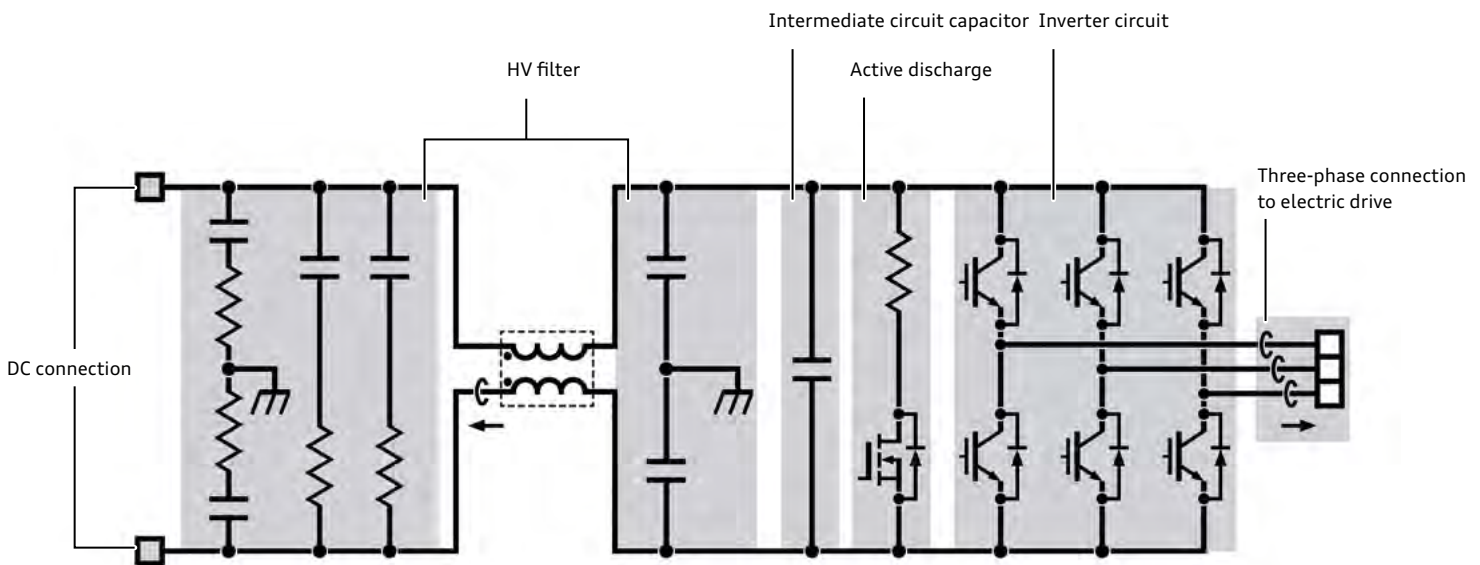 Intermediate circuit capacitor
Inverter circuit
HV filter
Active discharge
Three-phase connection
to electric drive
DC connection